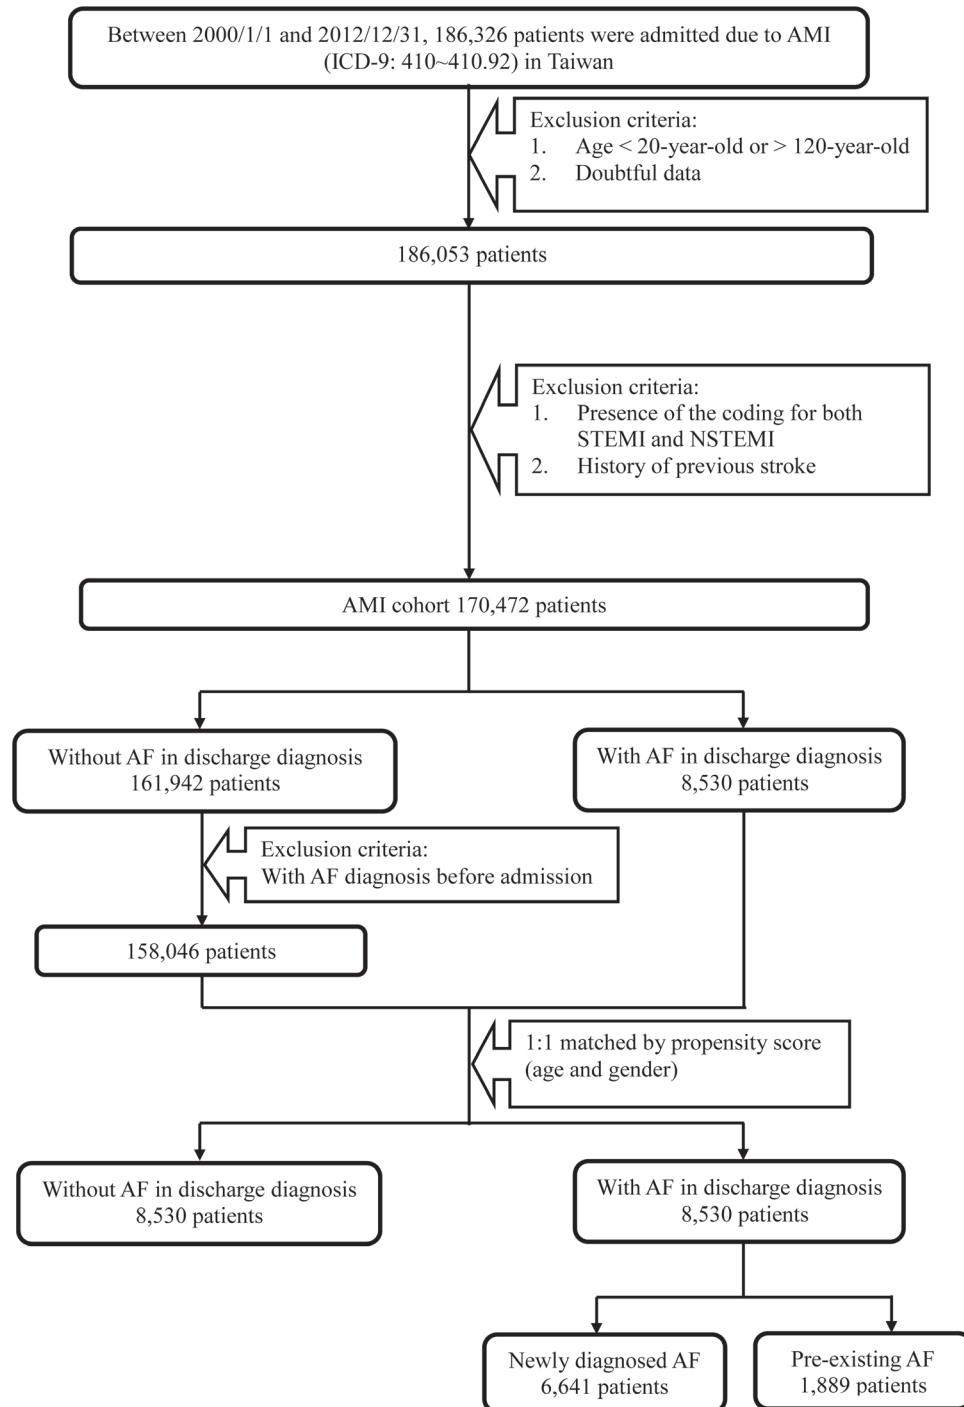 Between 2000/1/1 and 2012/12/31, 186,326 patients were admitted due to AMI
(ICD-9: 410~410.92) in Taiwan
Exclusion criteria:
1. Age < 20-year-old or > 120-year-old
2. Doubtful data
186,053 patients
Exclusion criteria:
1. Presence of the coding for both
STEMI and NSTEMI
2. History of previous stroke
AMI cohort 170,472 patients
Without AF in discharge diagnosis
161,942 patients
With AF in discharge diagnosis
8,530 patients
Exclusion criteria:
With AF diagnosis before admission
158,046 patients
1:1 matched by propensity score
(age and gender)
Without AF in discharge diagnosis
8,530 patients
With AF in discharge diagnosis
8,530 patients
Newly diagnosed AF
6,641 patients
Pre-existing AF
1,889 patients